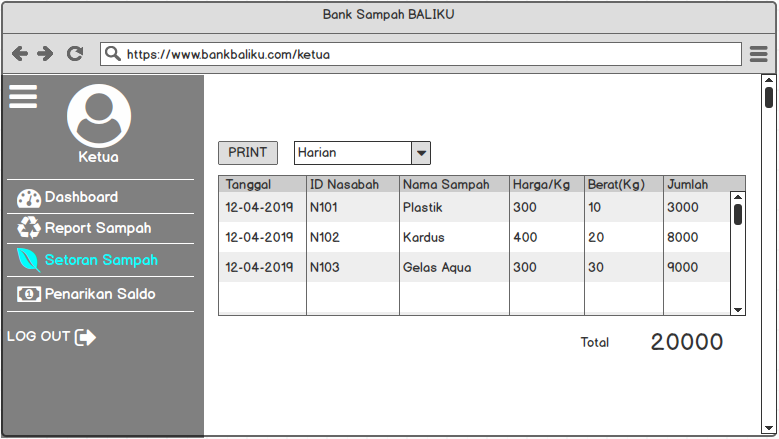 Bank Sampah BALIKU
https://www.bankbaliku.com/ketua
Ketua
Dashboard
Report Sampah
Setoran Sampah
Penarikan Saldo
LOG OUT
PRINT Harian
Tanggal ID Nasabah Nama Sampah Harga/Kg Berat(Kg) Jumlah
12-04-2019 N101 Plastik 300 10 3000
12-04-2019 N102 Kardus 400 20 8000
12-04-2019 N103 Gelas Aqua 300 30 9000
Total 20000